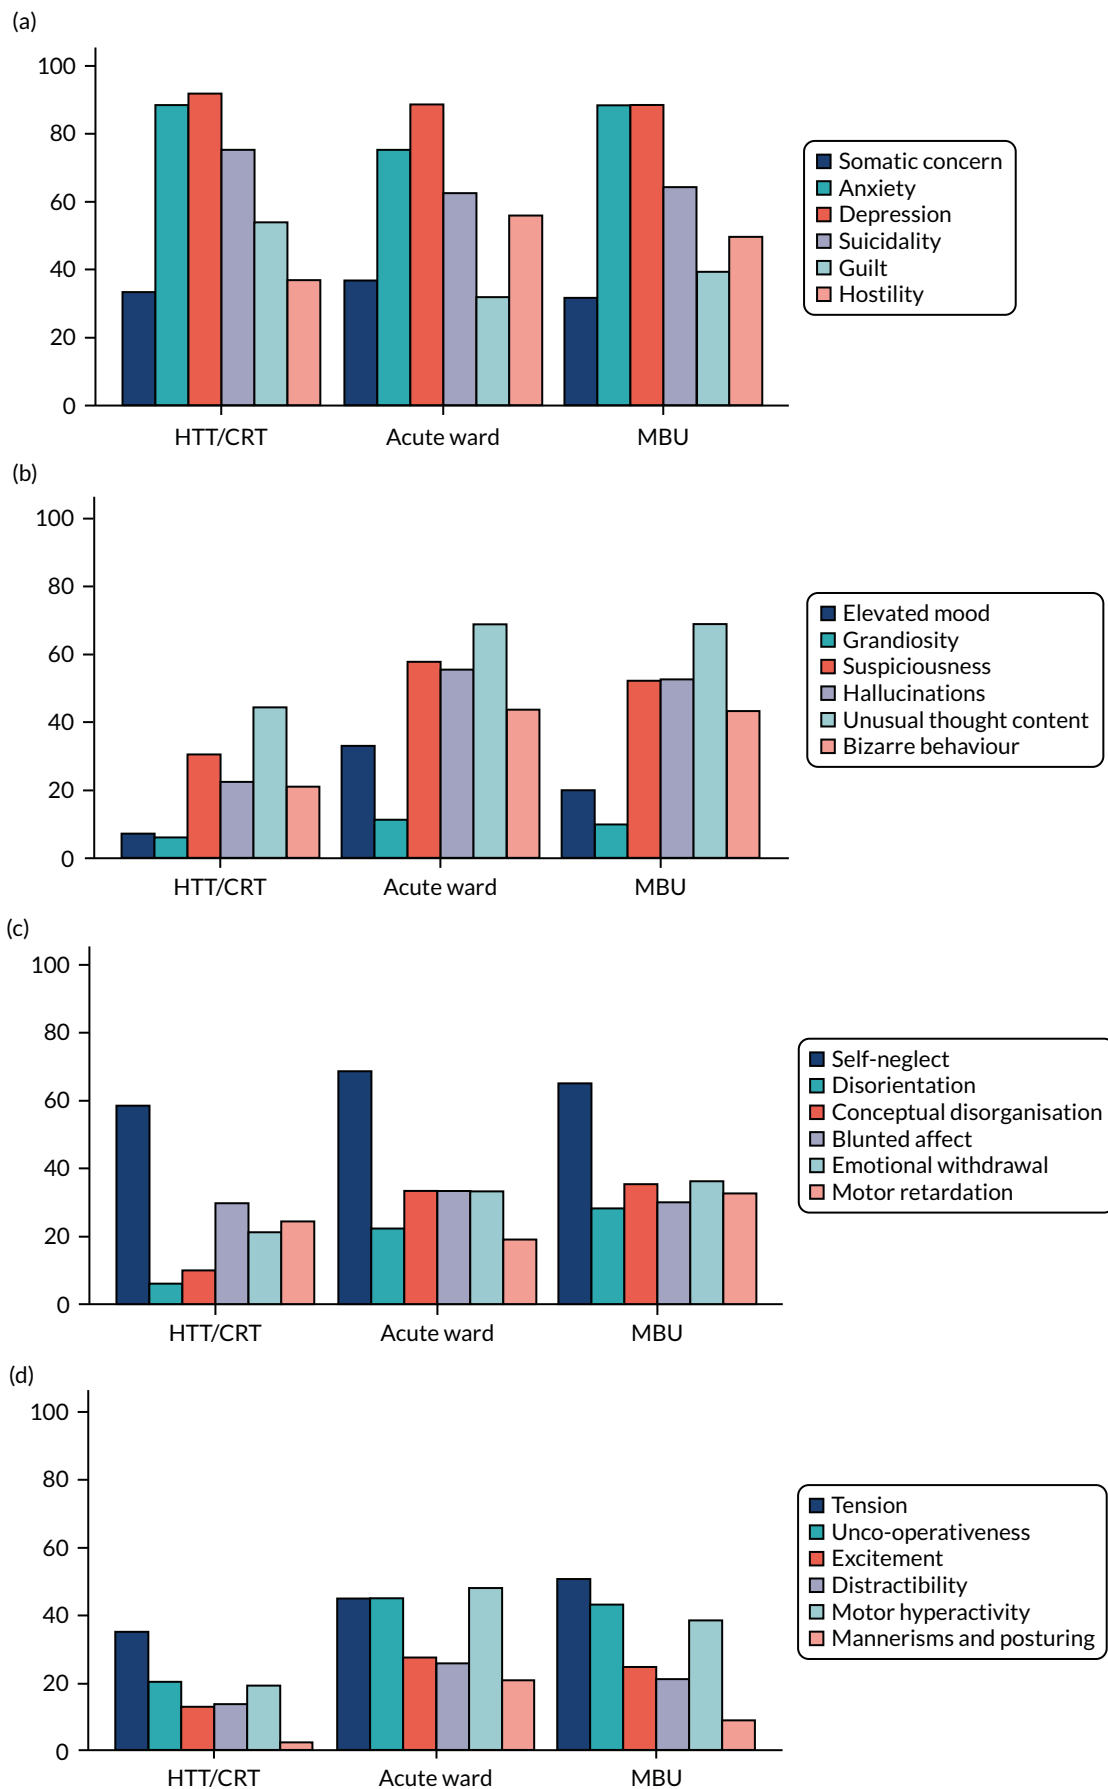 (a)
100
80
60
40
20
0
HTT/CRT
Acute ward
MBU
Somatic concern
Anxiety
Depression
Suicidality
Guilt
Hostility
(b)
100
80
60
40
20
0
HTT/CRT
Acute ward
MBU
Elevated mood
Grandiosity
Suspiciousness
Hallucinations
Unusual thought content
Bizarre behaviour
(c)
100
80
60
40
20
0
HTT/CRT
Acute ward
MBU
Self-neglect
Disorientation
Conceptual disorganisation
Blunted affect
Emotional withdrawal
Motor retardation
(d)
100
80
60
40
20
0
HTT/CRT
Acute ward
MBU
Tension
Unco-operativeness
Excitement
Distractibility
Motor hyperactivity
Mannerisms and posturing